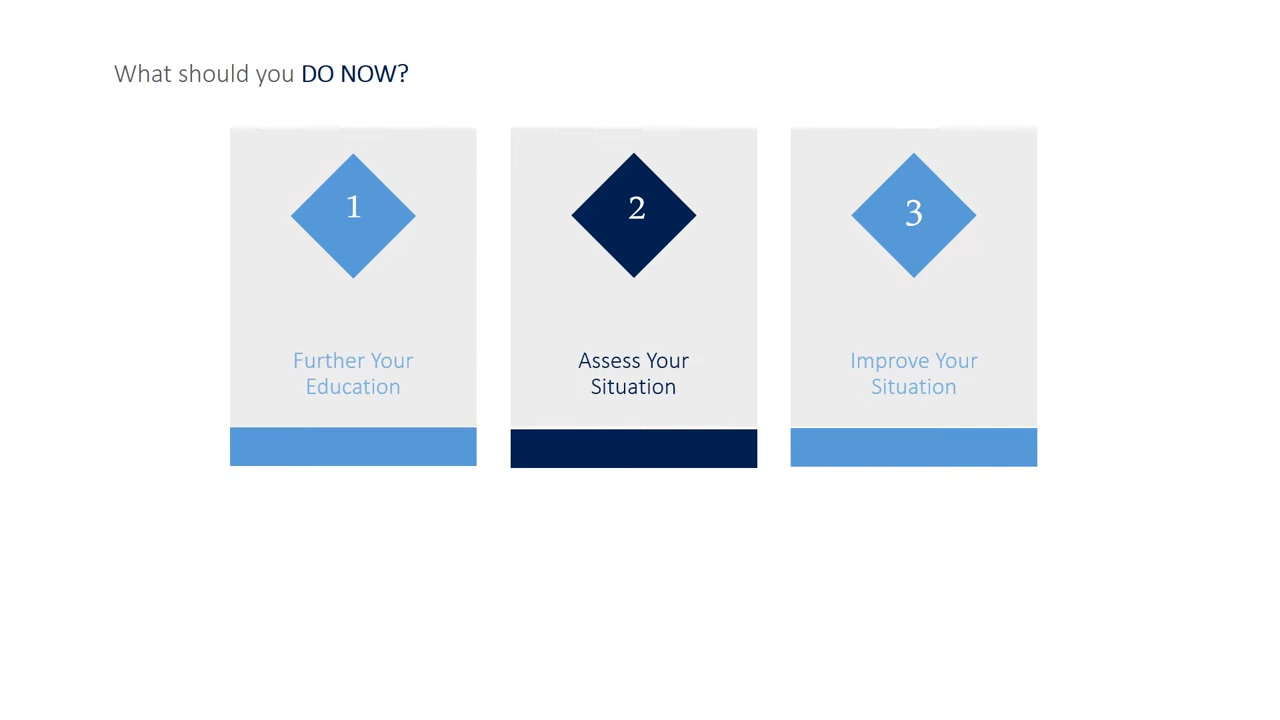 What should you DO NOW?
1
Further Your
Education
2
Assess Your
Situation
3
Improve Your
Situation